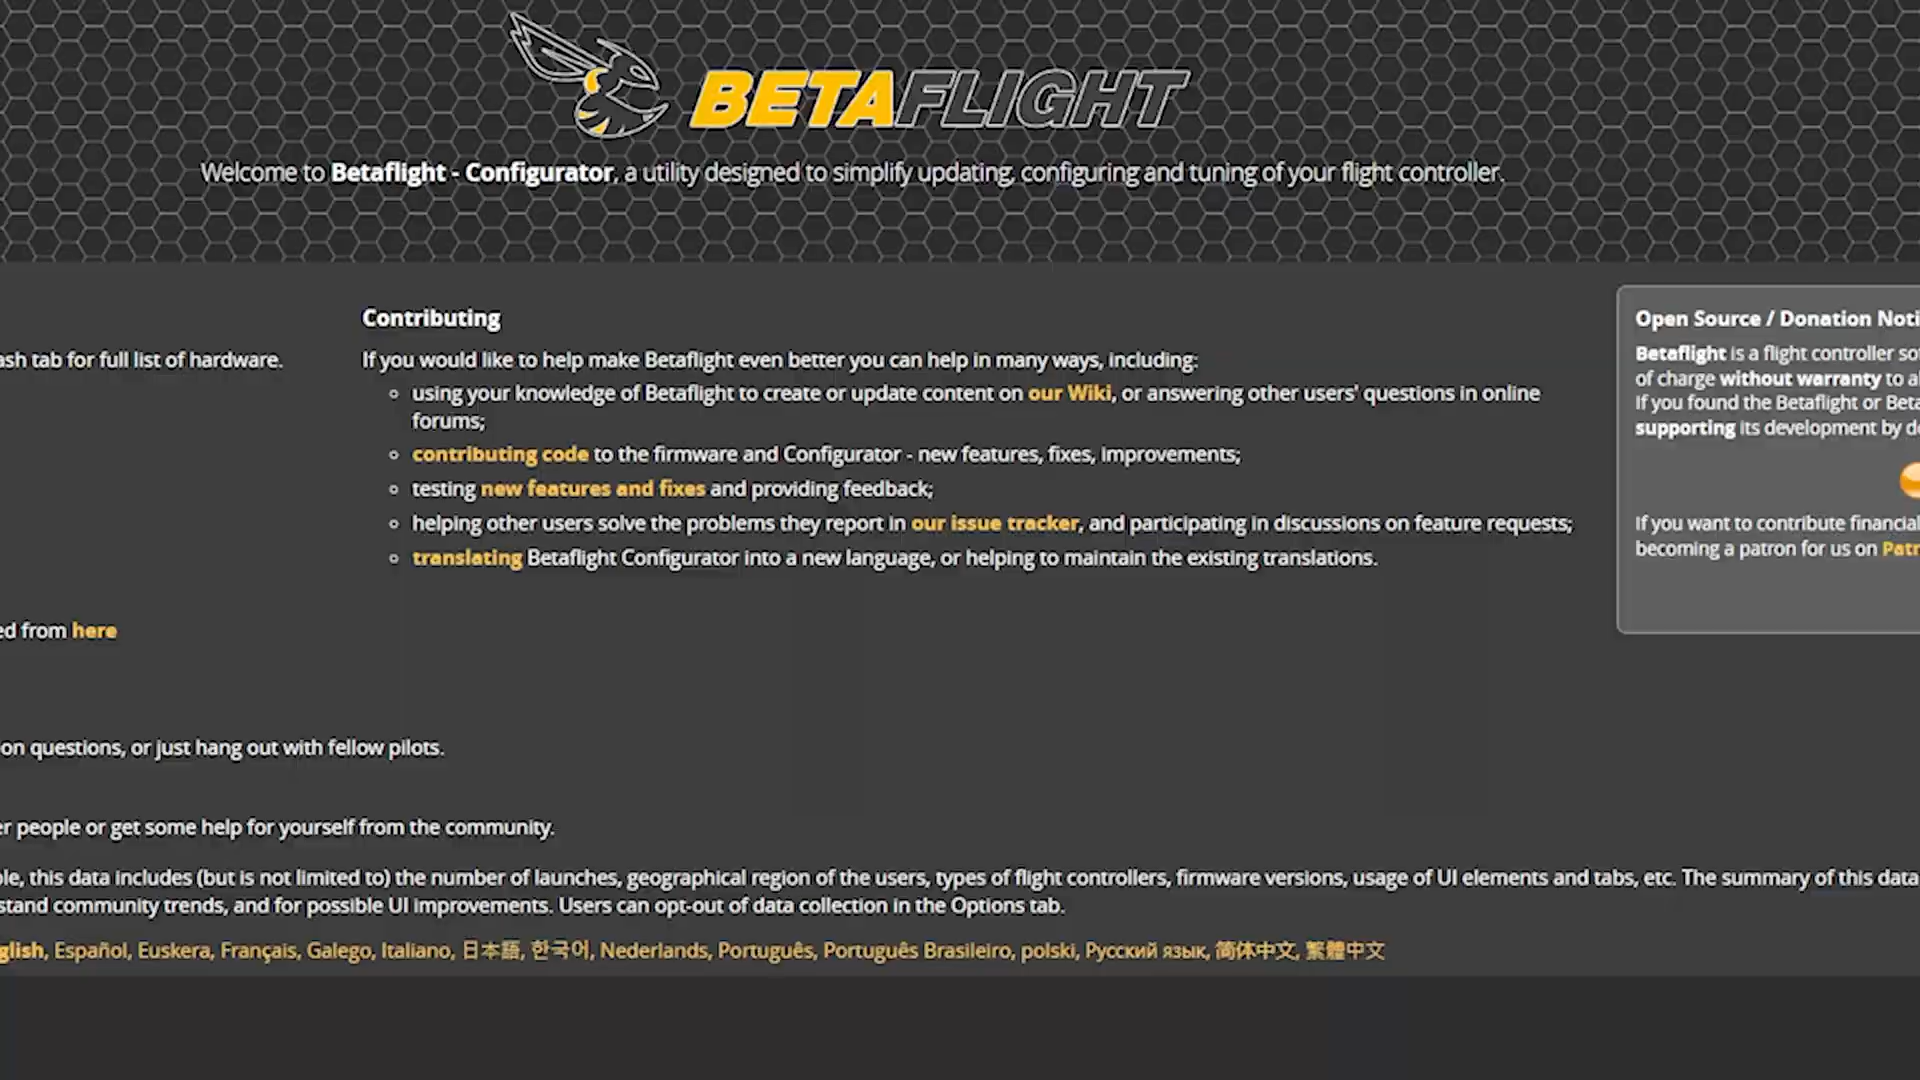 BETAFLIGHT
Welcome to Betaflight - Configurator, a utility designed to simplify updating, configuring and tuning of your flight controller.
tab for full list of hardware.
from here
questions, or just hang out with fellow pilots.
people or get some help for yourself from the community.
Contributing
If you would like to help make Betaflight even better you can help in many ways, including:
using your knowledge of Betaflight to create or update content on our Wiki, or answering other users' questions in online
forums;
contributing code to the firmware and Configurator - new features, fixes, improvements;
testing new features and fixes and providing feedback;
helping other users solve the problems they report in our issue tracker, and participating in discussions on feature requests;
translating Betaflight Configurator into a new language, or helping to maintain the existing translations.
Open Source / Donation
Betaflight is a flight controller
of charge without warranty to
If you found the Betaflight or
supporting its development by
If you want to contribute
becoming a patron for us on
this data includes (but is not limited to) the number of launches, geographical region of the users, types of flight controllers, firmware versions, usage of UI elements and tabs, etc. The summary of this data
community trends, and for possible UI improvements. Users can opt-out of data collection in the Options tab.
Español, Euskera, Français, Galego, Italiano, 日本語, 한국어, Nederlands, Português, Português Brasileiro, polski, Русский язык, 简体中文, 繁體中文